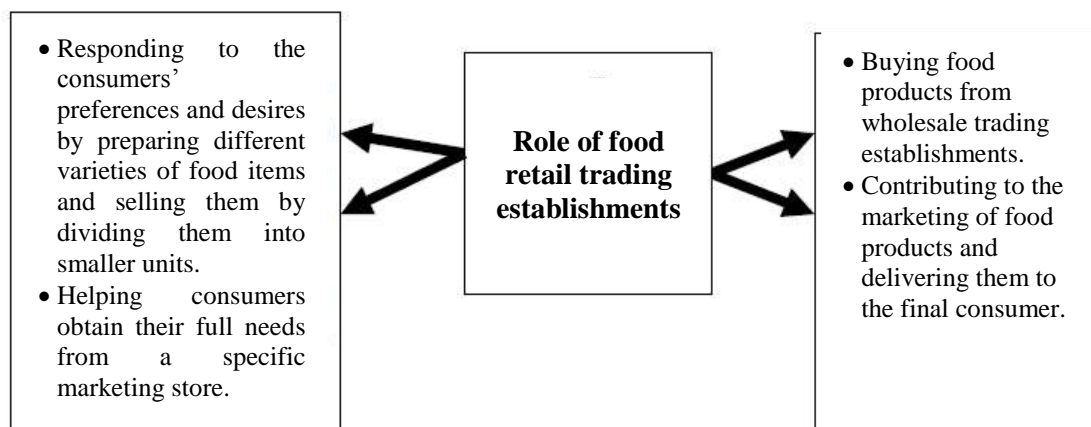 • Responding to the
consumers’
preferences and desires
by preparing different
varieties of food items
and selling them by
dividing them into
smaller units.
• Helping consumers
obtain their full needs
from a specific
marketing store.
Role of food
retail trading
establishments
• Buying food
products from
wholesale trading
establishments.
• Contributing to the
marketing of food
products and
delivering them to
the final consumer.